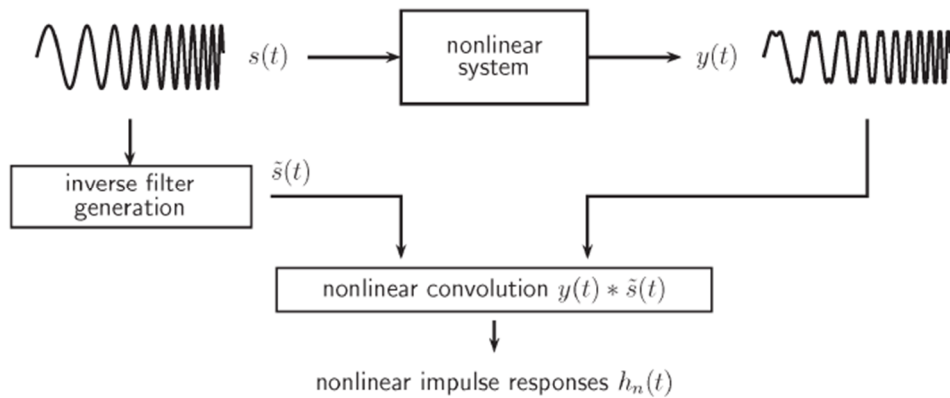 s(t)
nonlinear
system
y(t)
inverse filter
generation
s̃(t)
nonlinear convolution y(t) ∗ s̃(t)
nonlinear impulse responses hₙ(t)